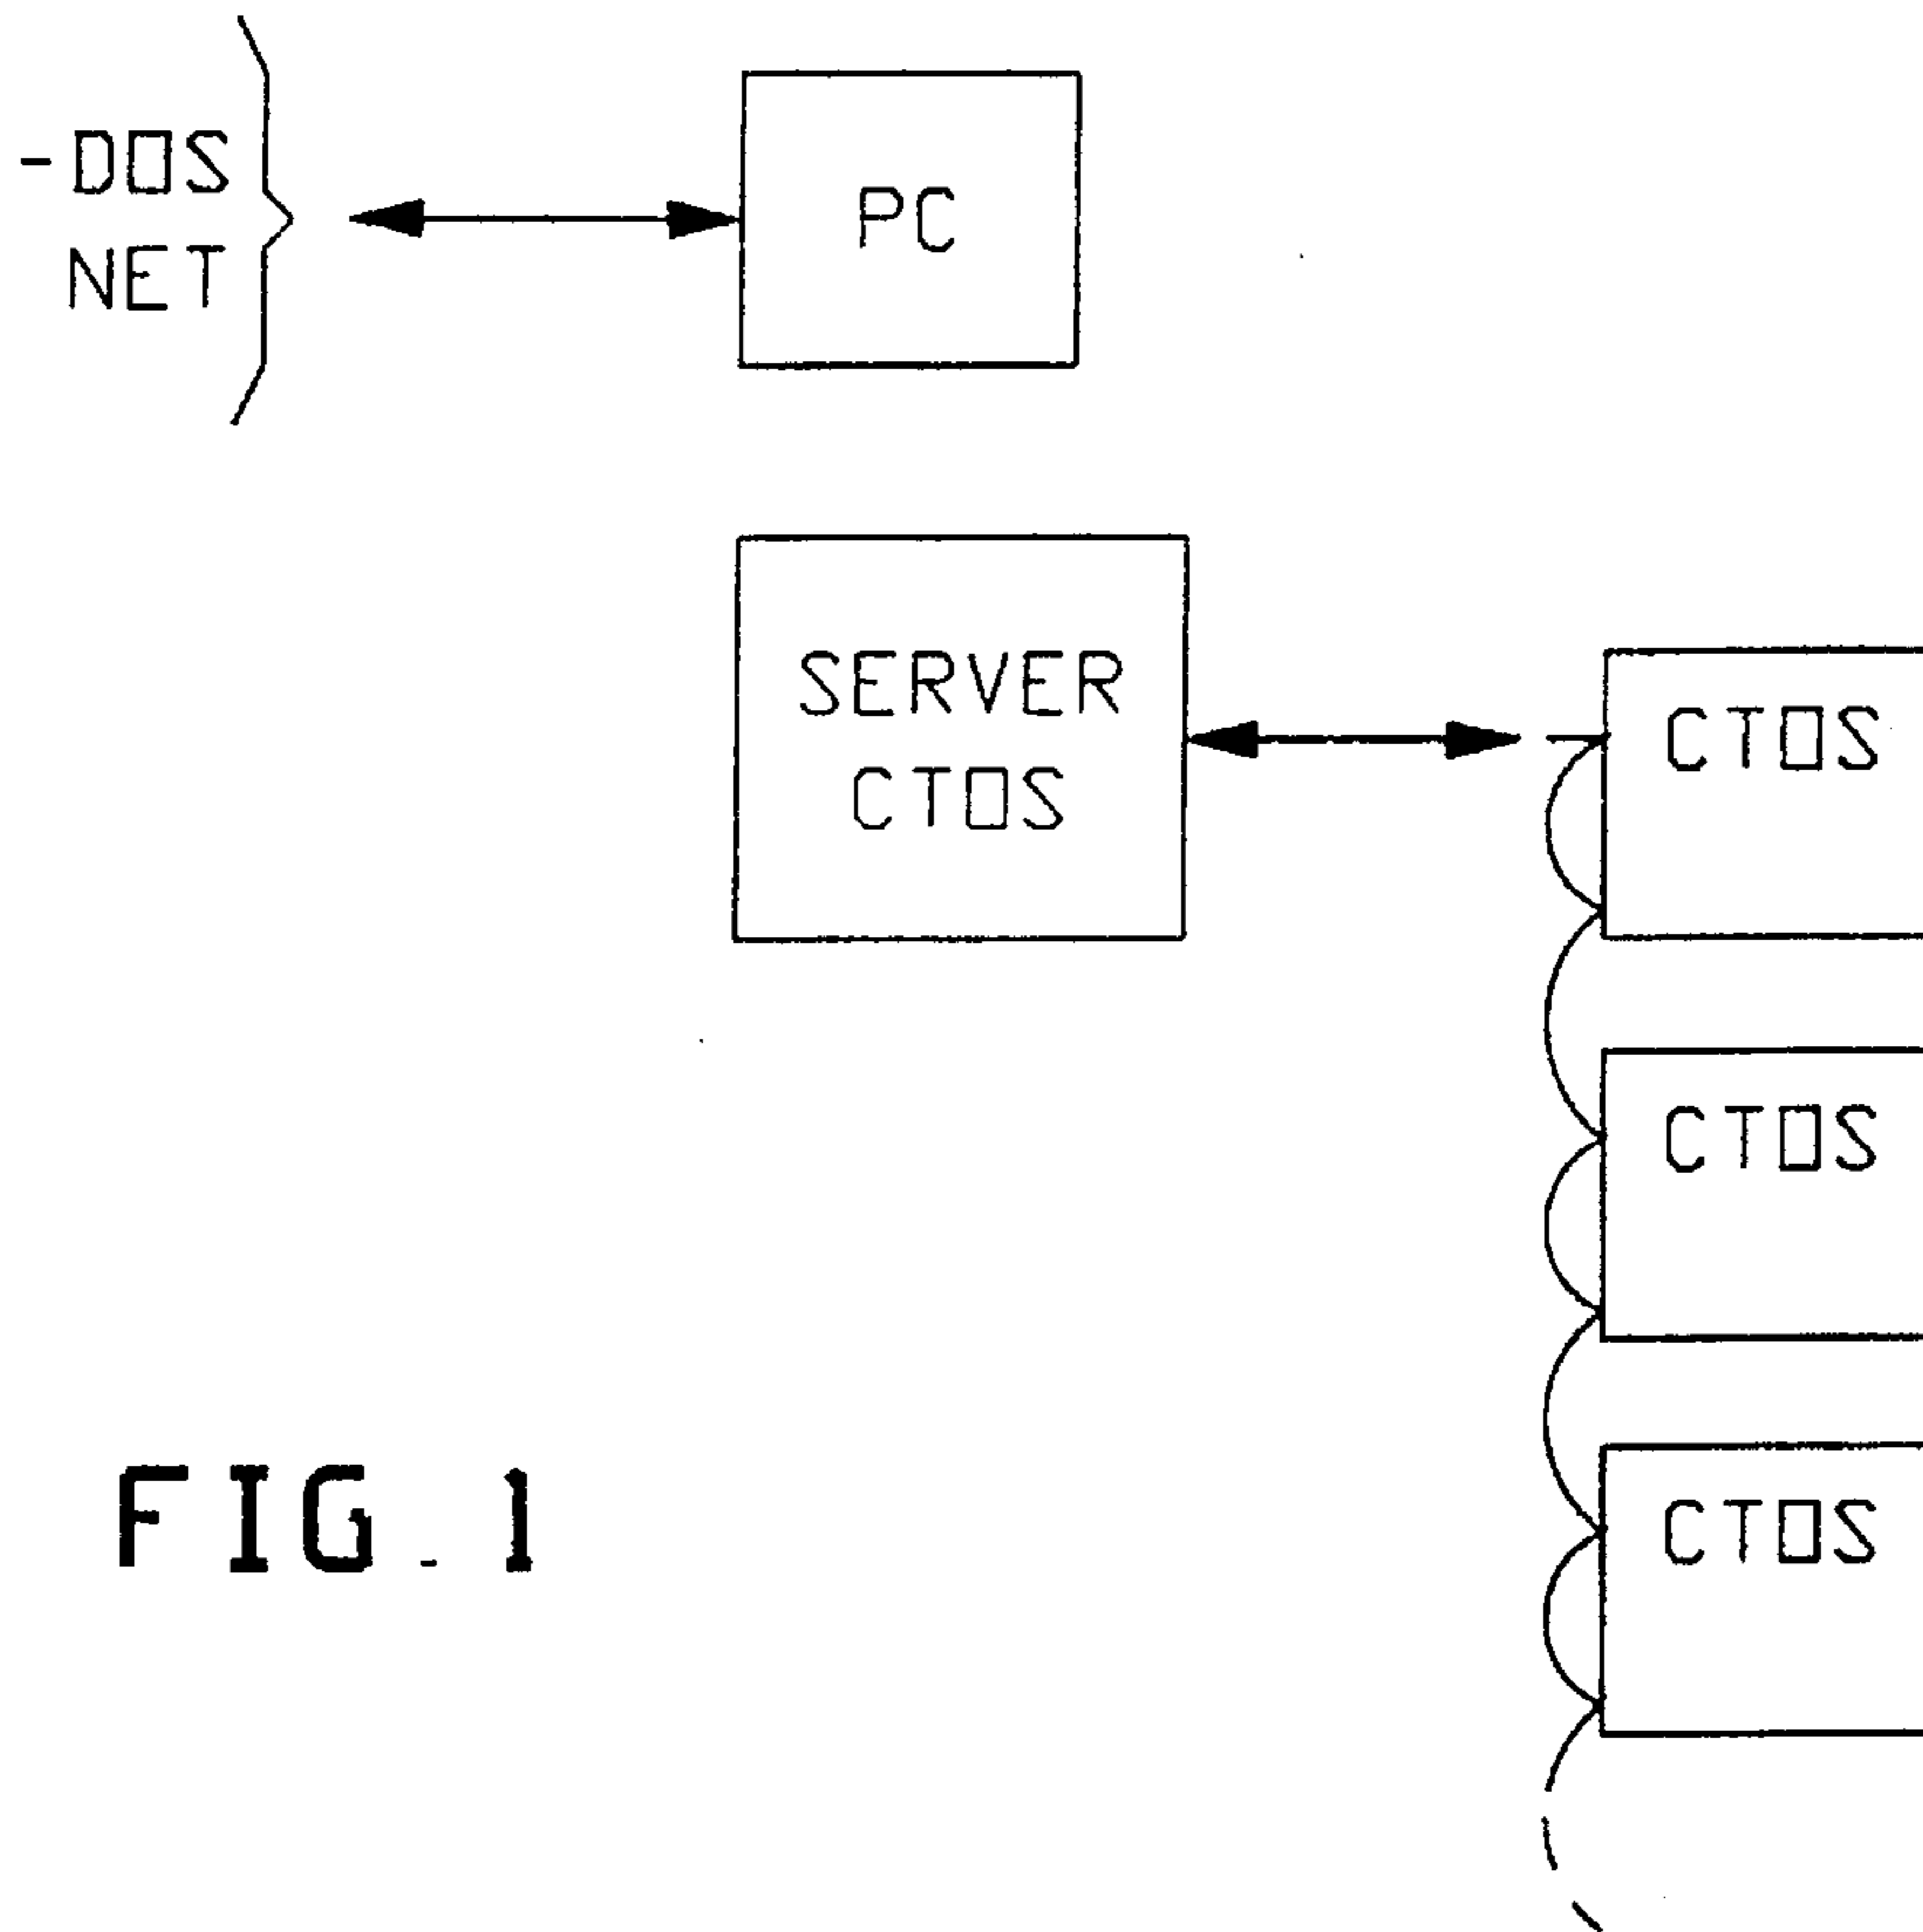 -DOS
NET
PC
SERVER
CTOS
CTOS
CTOS
CTOS
FIG. 1